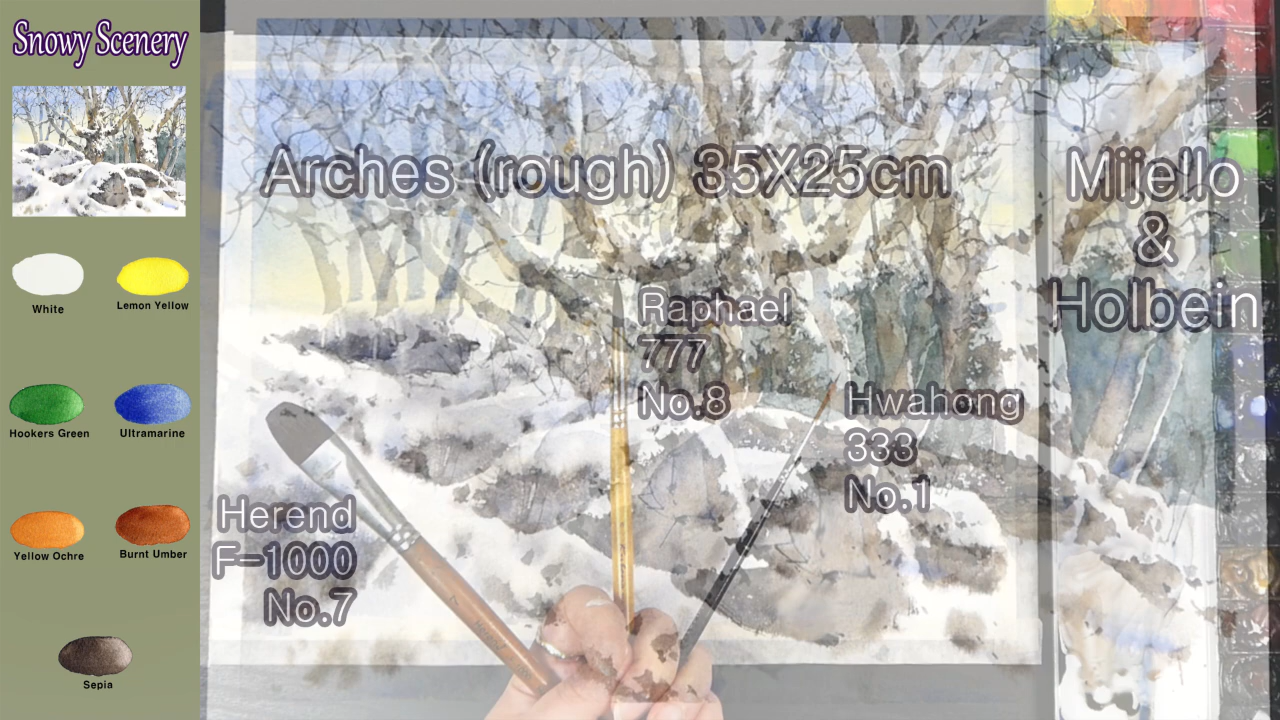 Snowy Scenery
White
Lemon Yellow
Hookers Green
Ultramarine
Yellow Ochre
Burnt Umber
Sepia
Arches (rough) 35X25cm
Mijello
&
Holbein
Raphael
777
No.8
Hwahong
333
No.1
Herend
F-1000
No.7